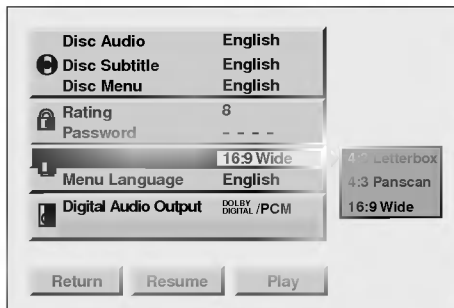 Disc Audio English
Disc Subtitle English
Disc Menu English
Rating 8
Password - - - -
16:9 Wide
Menu Language English
Digital Audio Output DOLBY DIGITAL /PCM
4:3 Letterbox
4:3 Panscan
16:9 Wide
Return Resume Play